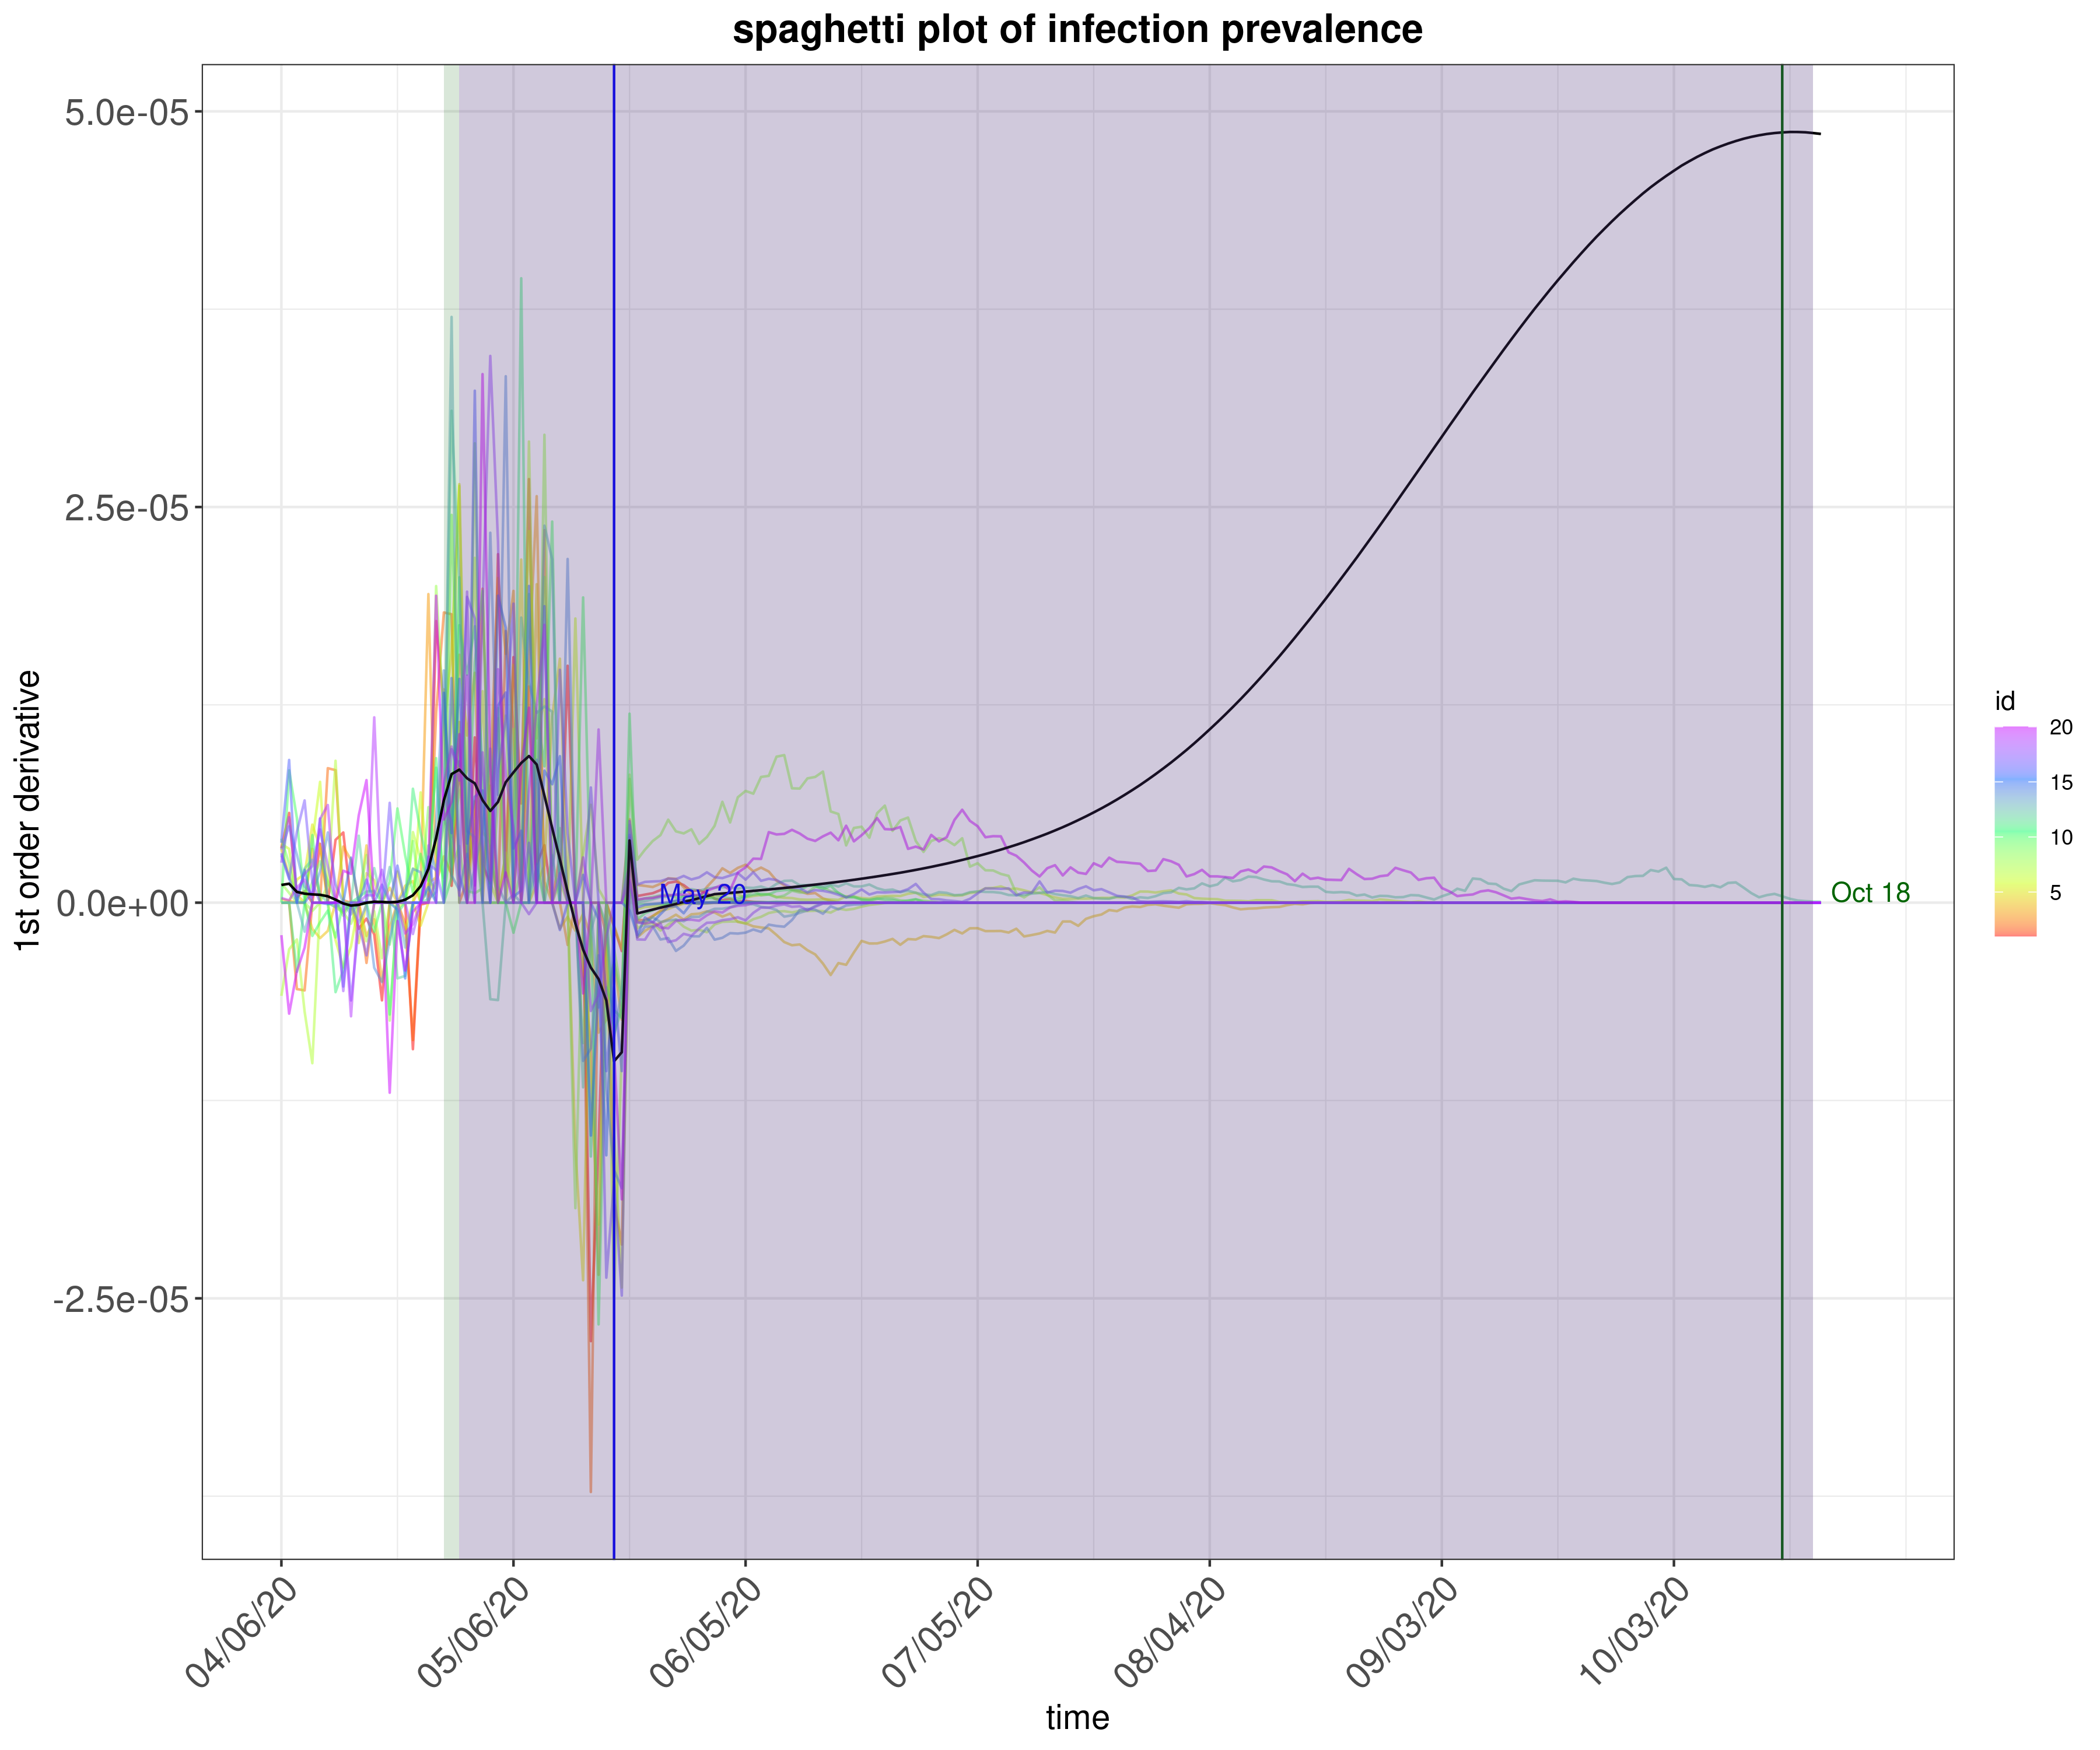 spaghetti plot of infection prevalence
5.0e-05
2.5e-05
0.0e+00
-2.5e-05
1st order derivative
May 20
Oct 18
id
20
15
10
5
04/06/20
05/06/20
06/05/20
07/05/20
08/04/20
09/03/20
10/03/20
time